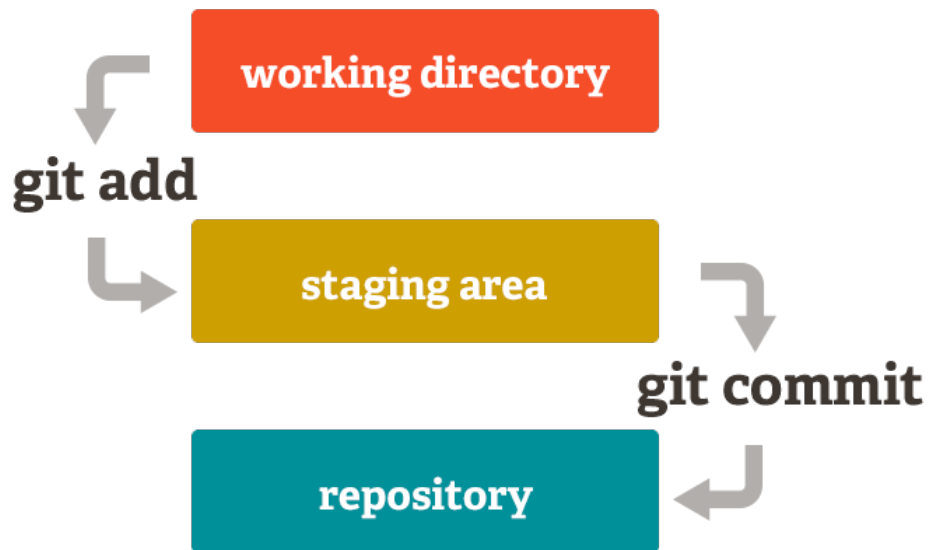 working directory
git add
staging area
git commit
repository